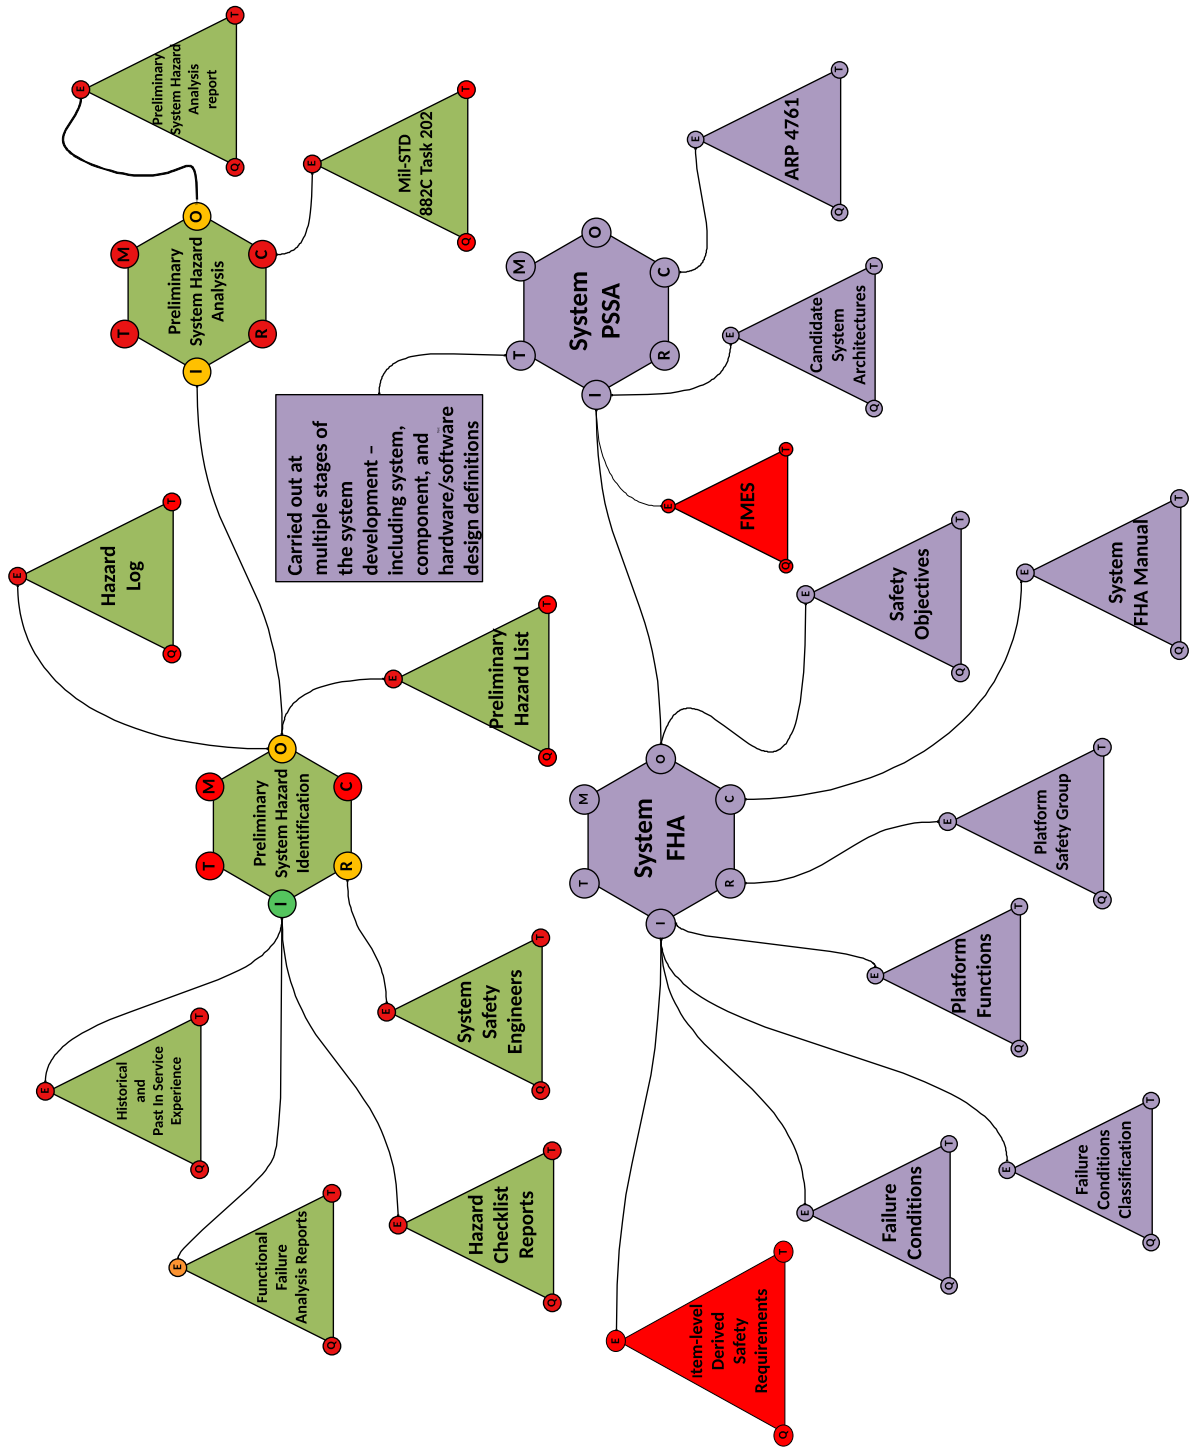 E
Historical
and
Past In Service
Experience
Q
T
E
Functional
Failure
Analysis Reports
Q
T
E
Hazard
Checklist
Reports
Q
T
E
System
Safety
Engineers
Q
T
T
M
I
Preliminary
System Hazard
Identification
O
R
C
E
Hazard
Log
Q
T
E
Preliminary
Hazard List
Q
T
T
M
I
Preliminary
System Hazard
Analysis
O
R
C
E
Preliminary
System Hazard
Analysis
report
Q
T
E
Mil-STD
882C Task 202
Q
T
Carried out at
multiple stages of
the system
development –
including system,
component, and
hardware/software
design definitions
E
Item-level
Derived
Safety
Requirements
Q
T
E
Failure
Conditions
Q
T
E
Failure
Conditions
Classification
Q
T
E
Platform
Functions
Q
T
E
Platform
Safety Group
Q
T
T
M
I
System
FHA
O
R
C
E
Safety
Objectives
Q
T
E
System
FHA Manual
Q
T
E
FMES
Q
T
T
M
I
System
PSSA
O
R
C
E
Candidate
System
Architectures
Q
T
E
ARP 4761
Q
T